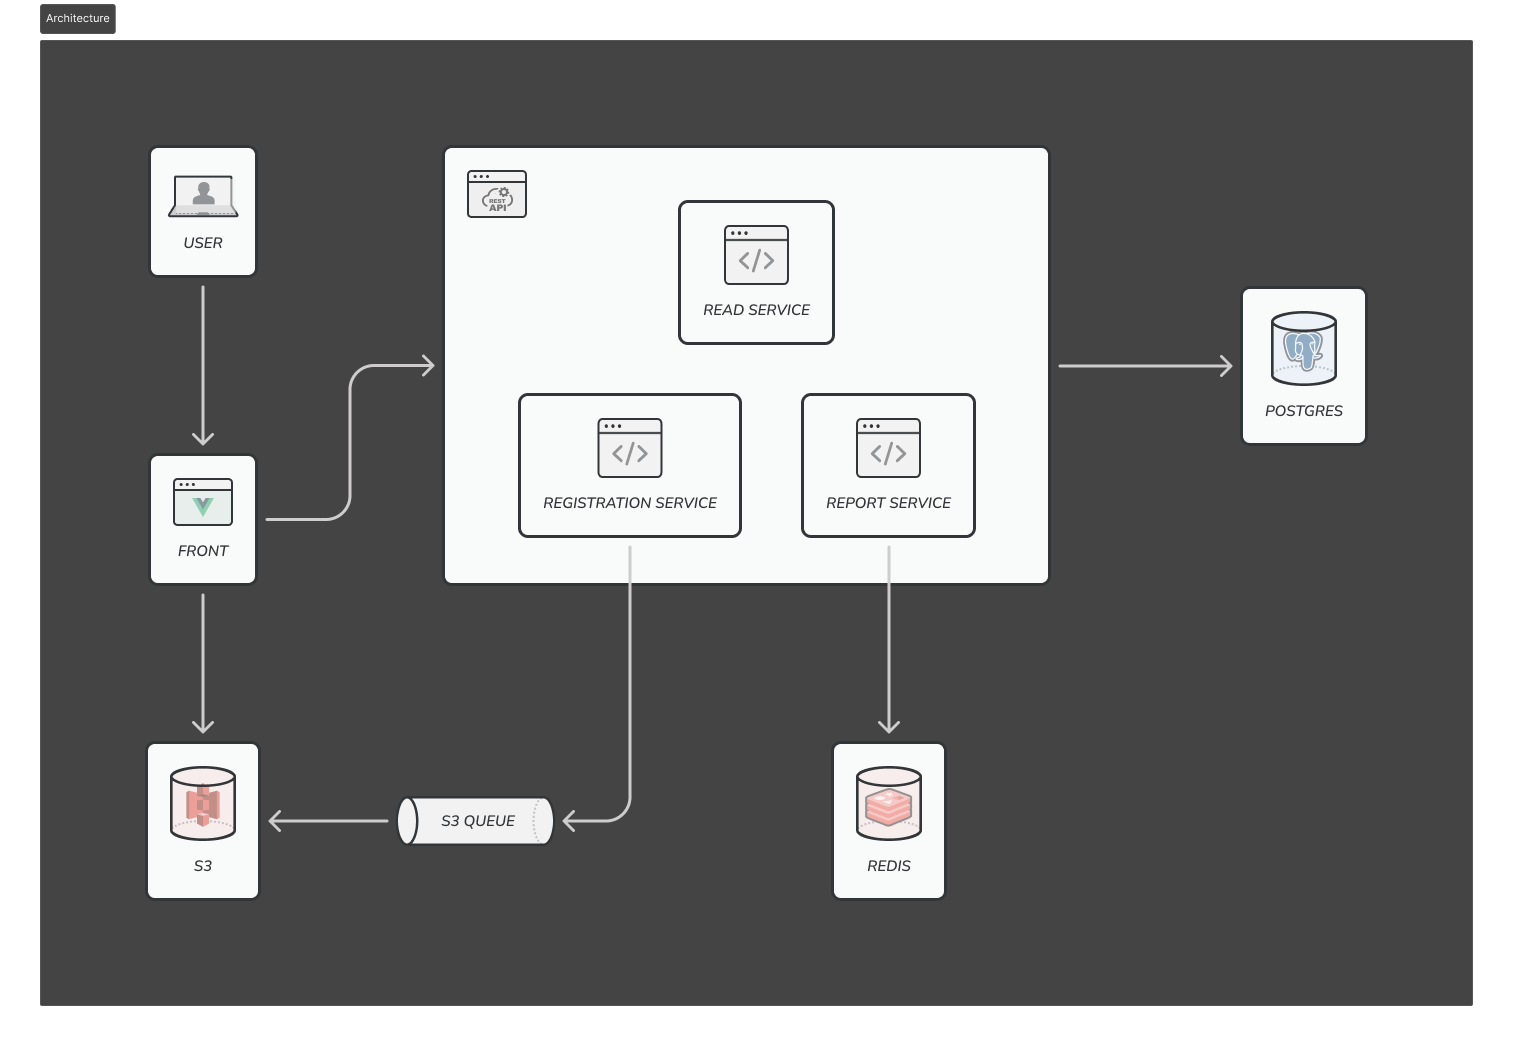 Architecture
USER
REST
API
READ SERVICE
POSTGRES
REGISTRATION SERVICE
REPORT SERVICE
FRONT
S3 QUEUE
S3
REDIS